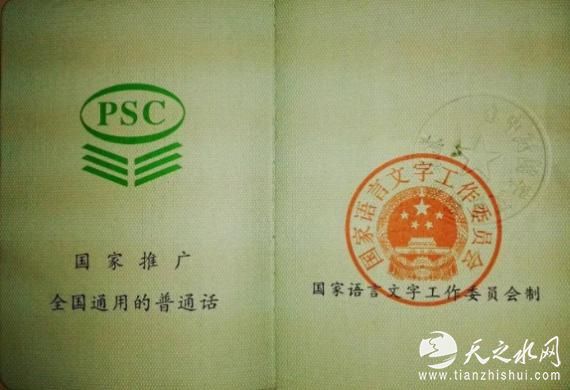 PSC
国家推广
全国通用的普通话
国家语言文字工作委员会
国家语言文字工作委员会制
天之水网
www.tianzhishui.com